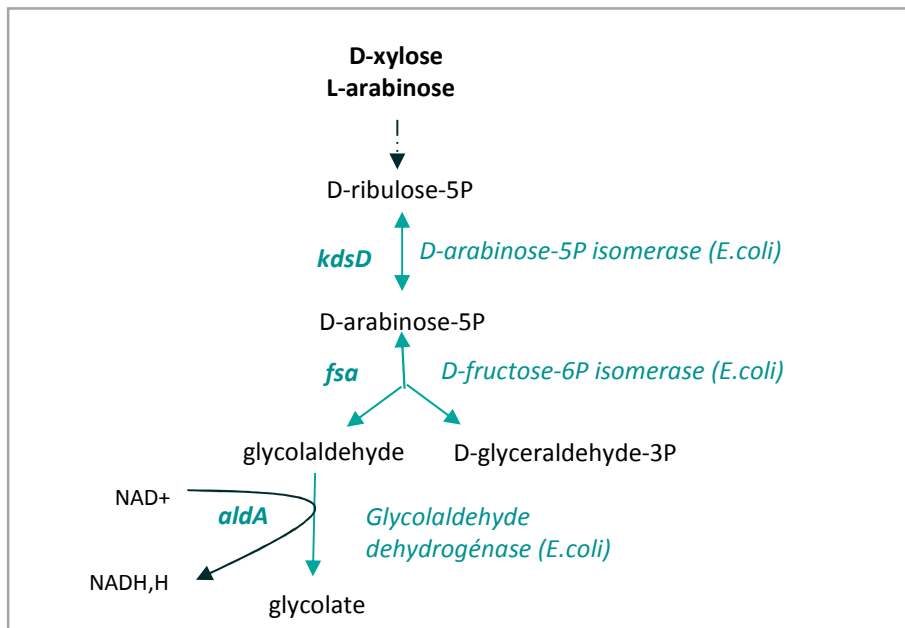 D-xylose
L-arabinose
D-ribulose-5P
kdsD
D-arabinose-5P isomerase (E.coli)
D-arabinose-5P
fsa
D-fructose-6P isomerase (E.coli)
glycolaldehyde
D-glyceraldehyde-3P
NAD+
aldA
Glycolaldehyde
dehydrogénase (E.coli)
NADH,H
glycolate